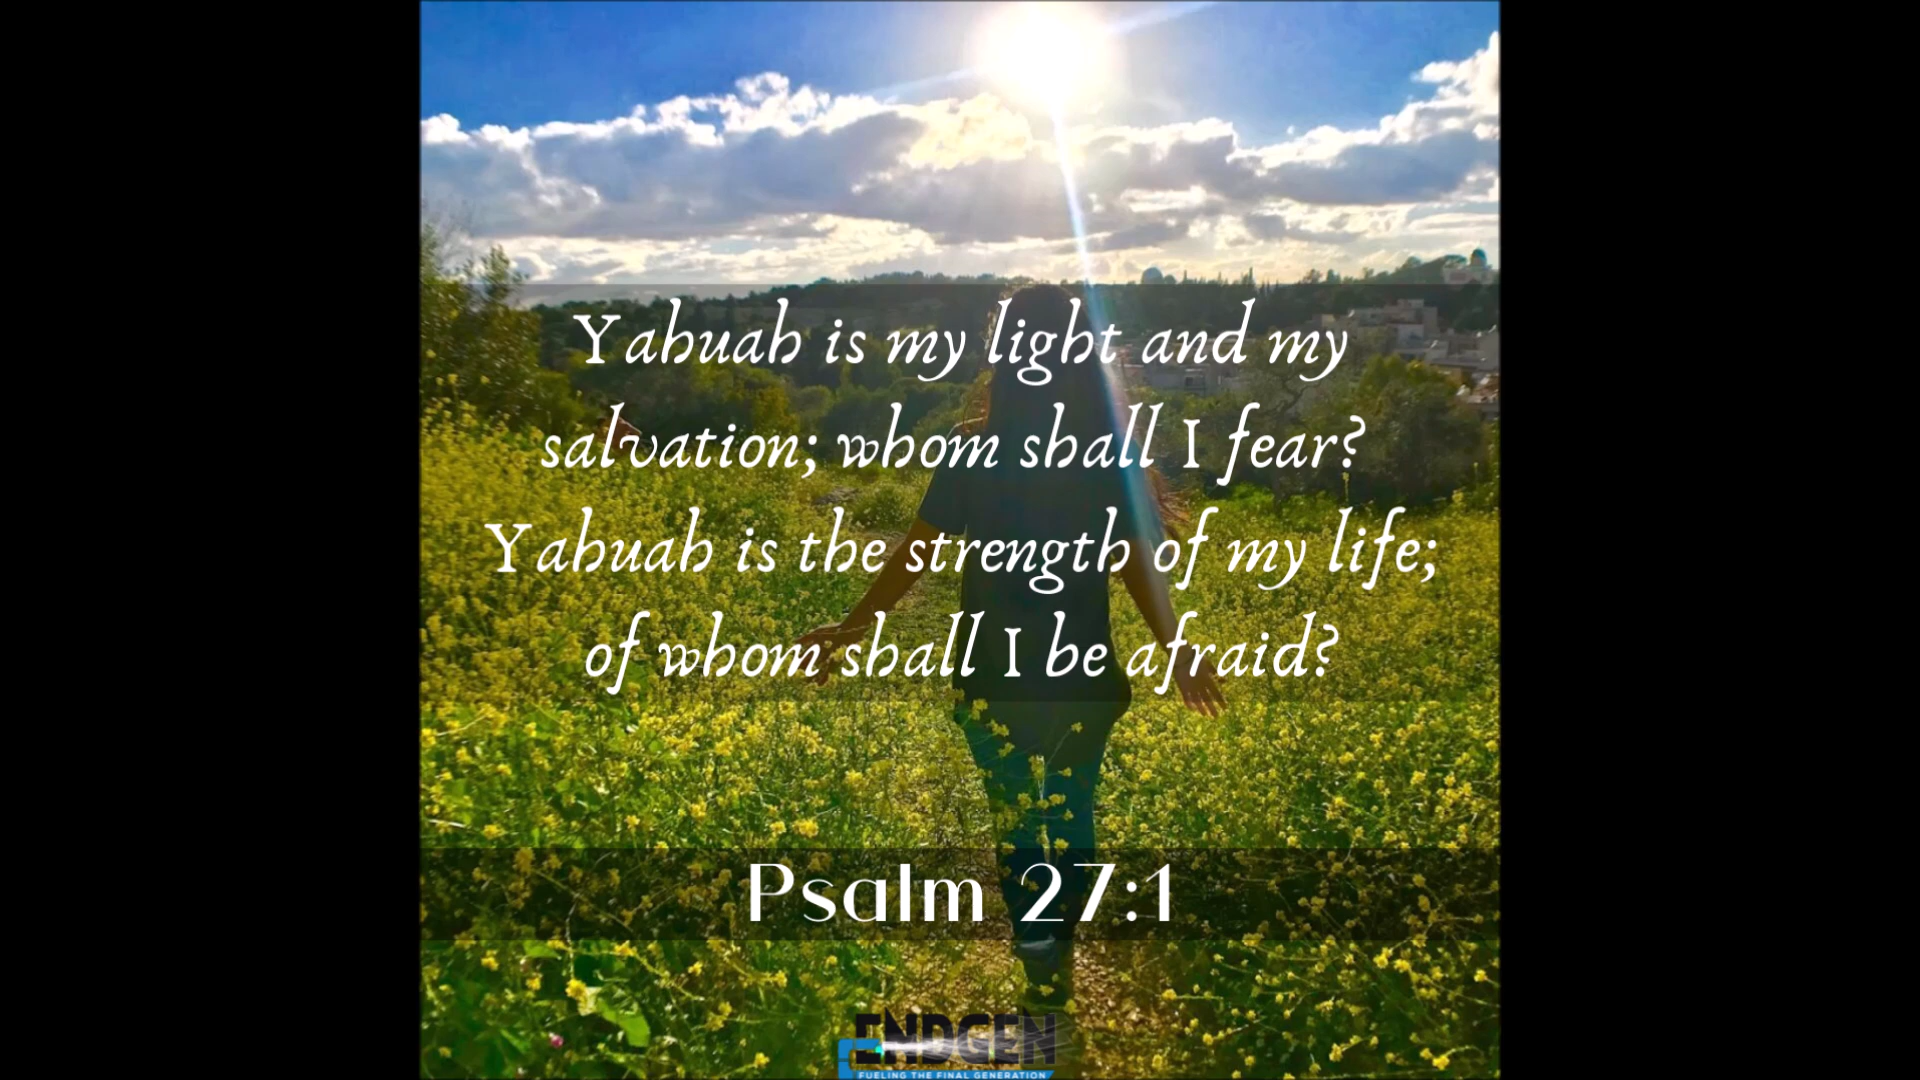 Yahuah is my light and my
salvation; whom shall I fear?
Yahuah is the strength of my life;
of whom shall I be afraid?
Psalm 27:1
ENDGEN
FUELING THE FINAL GENERATION